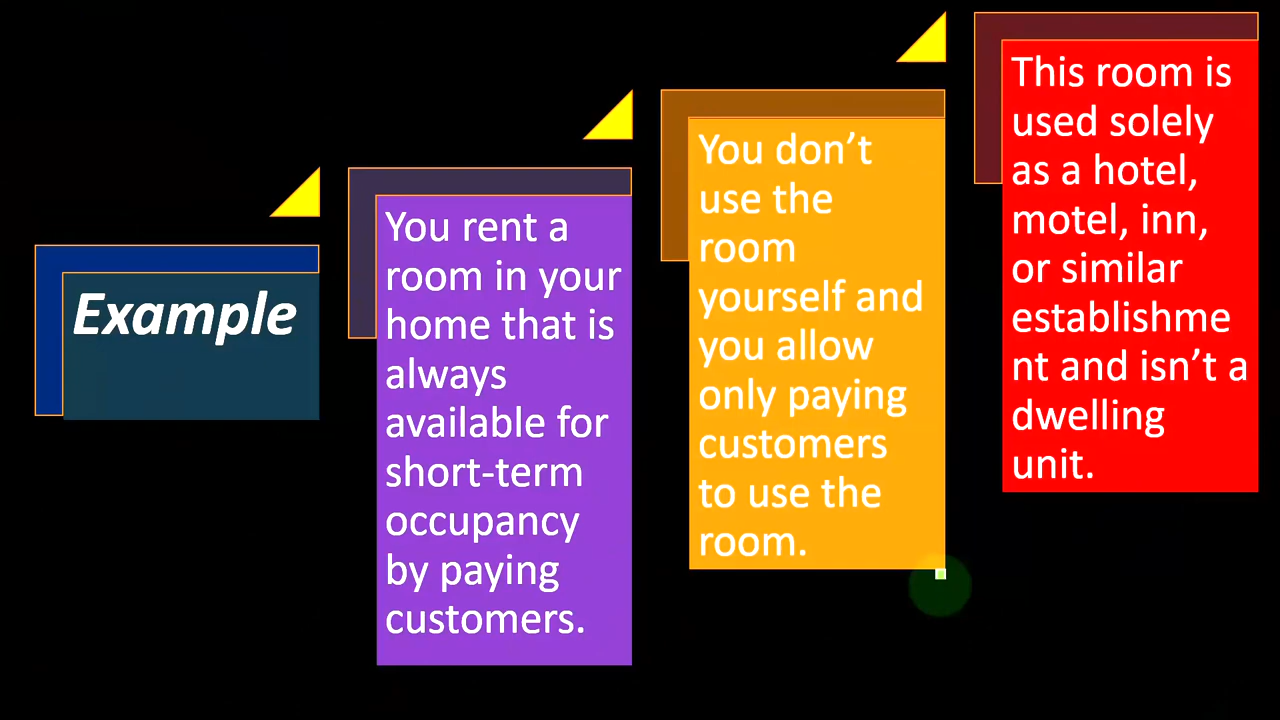 Example
You rent a
room in your
home that is
always
available for
short-term
occupancy
by paying
customers.
You don’t
use the
room
yourself and
you allow
only paying
customers
to use the
room.
This room is
used solely
as a hotel,
motel, inn,
or similar
establishme
nt and isn’t a
dwelling
unit.